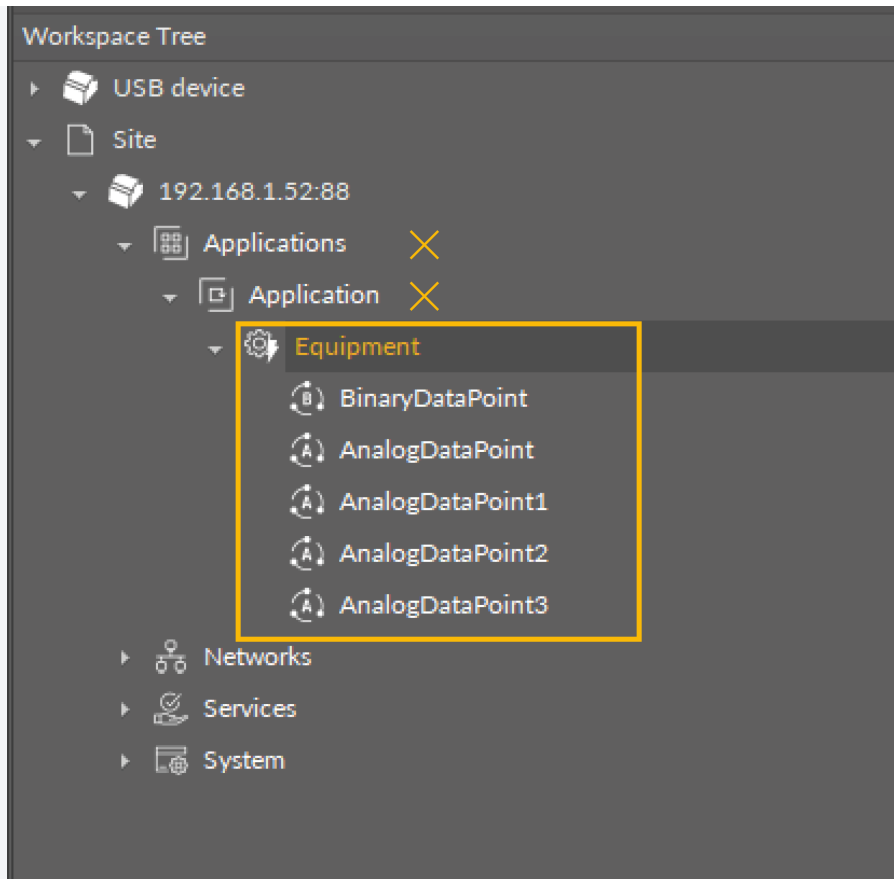 Workspace Tree
USB device
Site
192.168.1.52:88
Applications
Application
Equipment
BinaryDataPoint
AnalogDataPoint
AnalogDataPoint1
AnalogDataPoint2
AnalogDataPoint3
Networks
Services
System